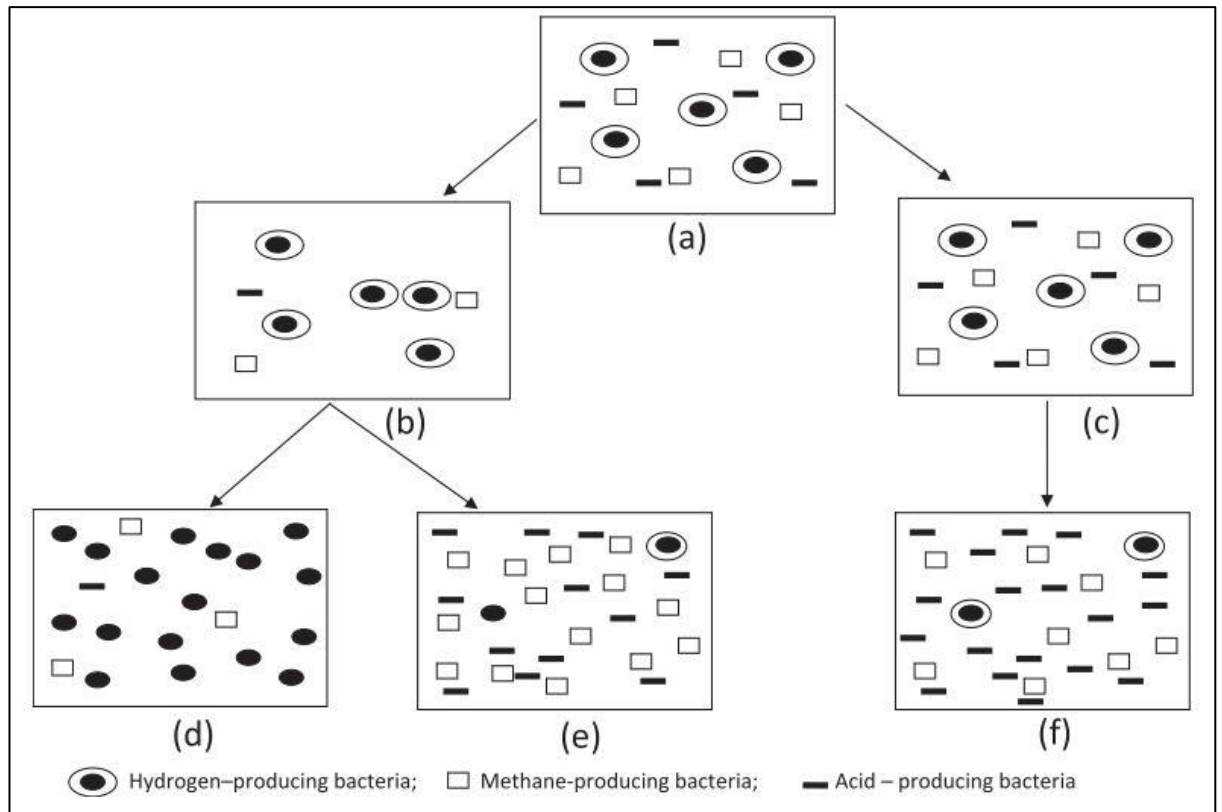 (a)
(b)
(c)
(d)
(e)
(f)
Hydrogen–producing bacteria; Methane-producing bacteria; Acid – producing bacteria